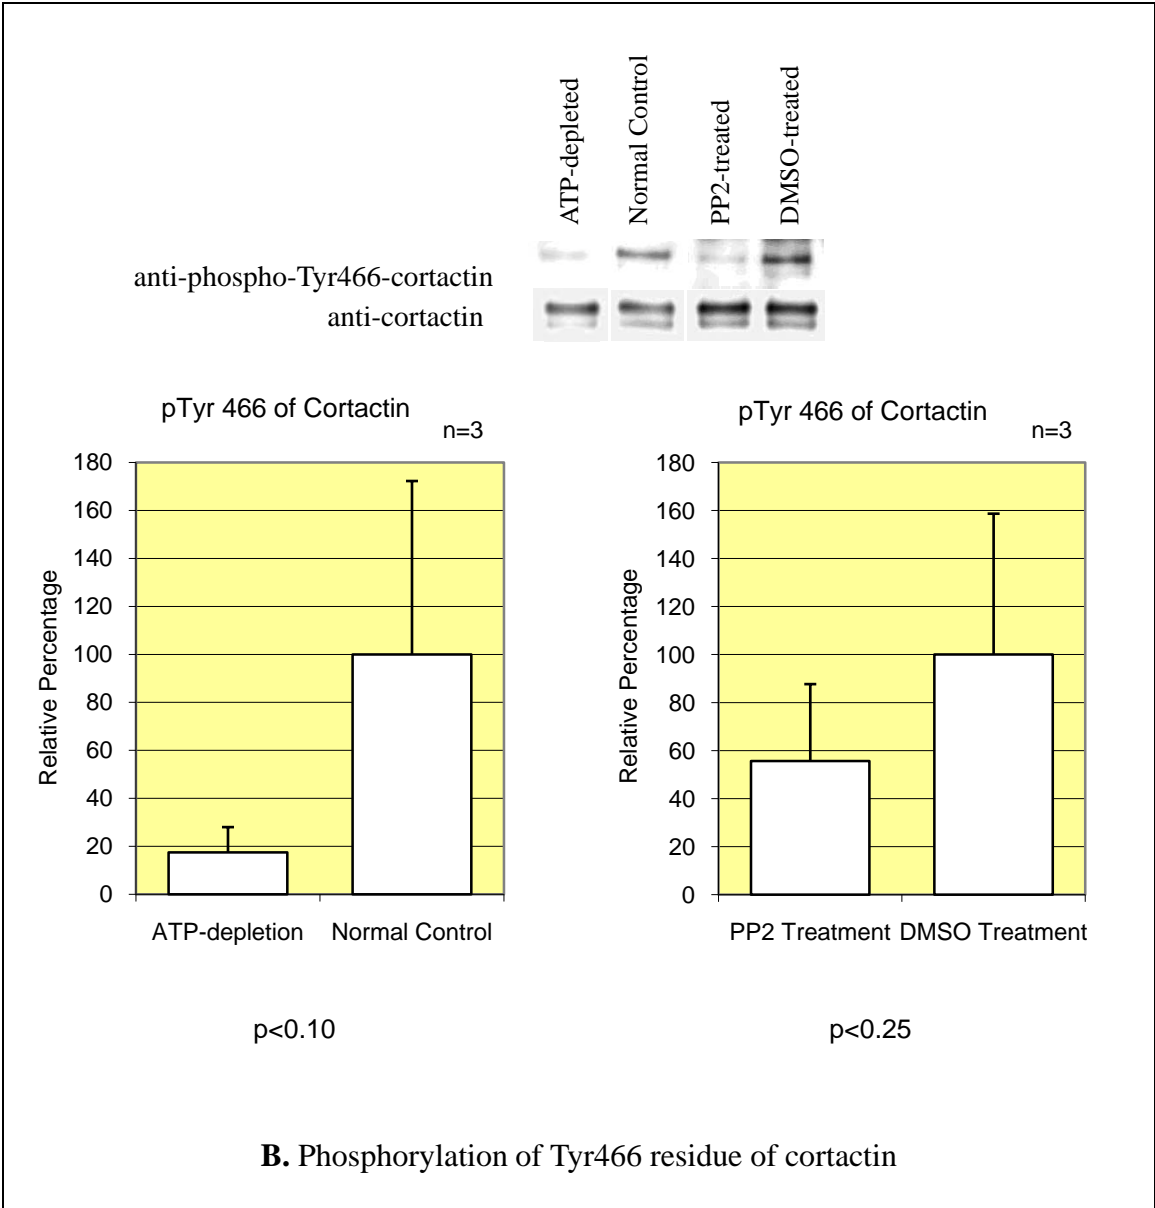 ATP-depleted
Normal Control
PP2-treated
DMSO-treated
anti-phospho-Tyr466-cortactin
anti-cortactin
pTyr 466 of Cortactin
n=3
180
160
140
120
100
80
60
40
20
0
Relative Percentage
ATP-depletion Normal Control
p<0.10
pTyr 466 of Cortactin
n=3
180
160
140
120
100
80
60
40
20
0
Relative Percentage
PP2 Treatment DMSO Treatment
p<0.25
B. Phosphorylation of Tyr466 residue of cortactin